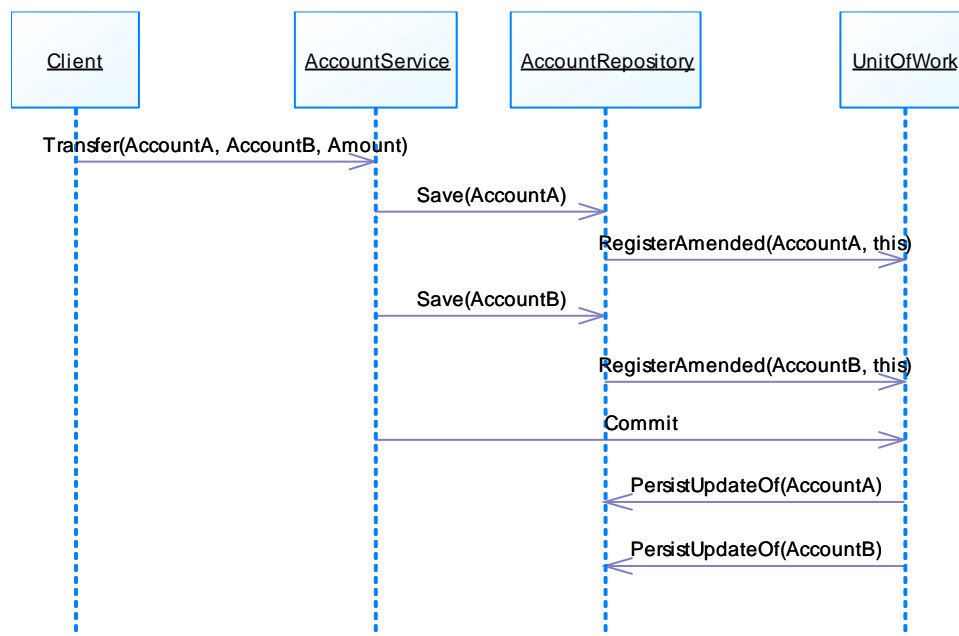 Client
AccountService
AccountRepository
UnitOfWork
Transfer(AccountA, AccountB, Amount)
Save(AccountA)
RegisterAmended(AccountA, this)
Save(AccountB)
RegisterAmended(AccountB, this)
Commit
PersistUpdateOf(AccountA)
PersistUpdateOf(AccountB)